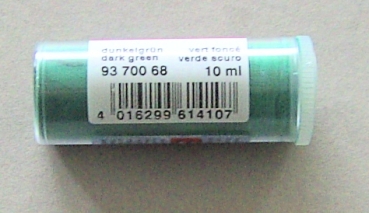 dunkelgrün vert foncé
dark green verde scuro
93 700 68 10 ml
4 016299 614107